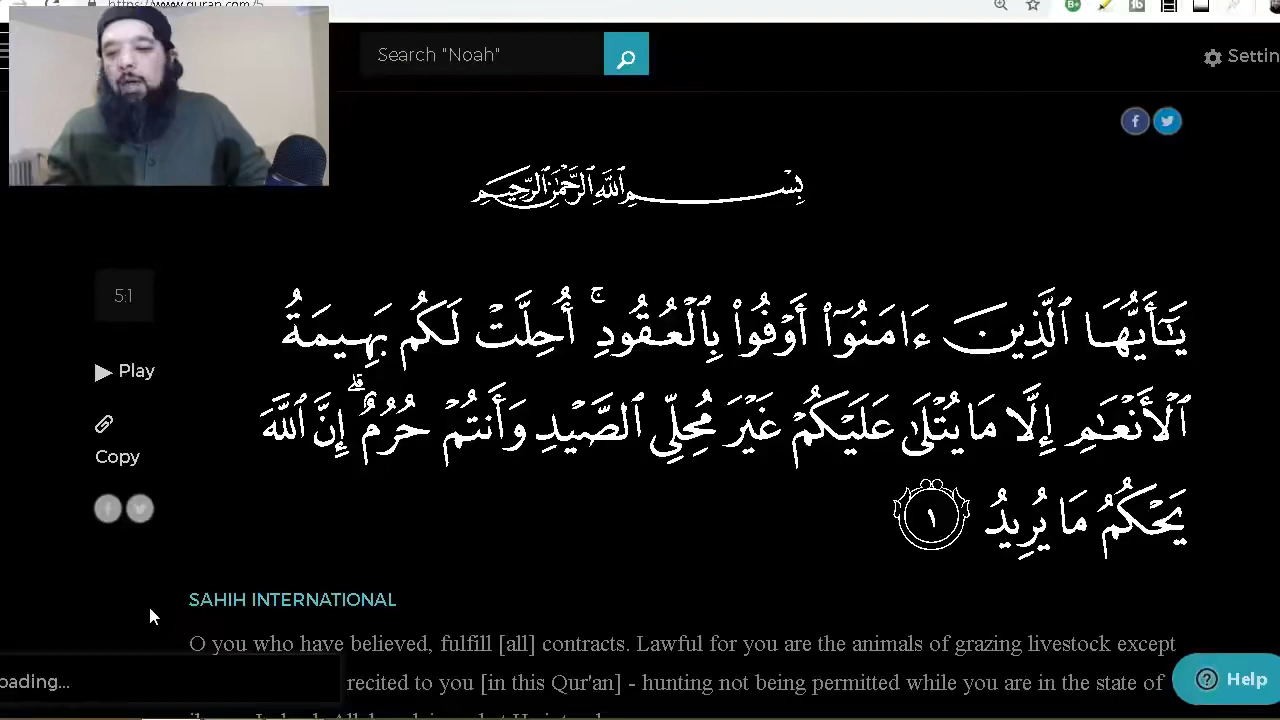 https://www.quran.com/5
Search "Noah"
Settin
بِسْمِ ٱللَّهِ ٱلرَّحْمَٰنِ ٱلرَّحِيمِ
5:1
يَٰٓأَيُّهَا ٱلَّذِينَ ءَامَنُوٓا۟ أَوْفُوا۟ بِٱلْعُقُودِ ۚ أُحِلَّتْ لَكُم بَهِيمَةُ
Play
ٱلْأَنْعَٰمِ إِلَّا مَا يُتْلَىٰ عَلَيْكُمْ غَيْرَ مُحِلِّى ٱلصَّيْدِ وَأَنتُمْ حُرُمٌ ۗ إِنَّ ٱللَّهَ
Copy
يَحْكُمُ مَا يُرِيدُ ١
SAHIH INTERNATIONAL
O you who have believed, fulfill [all] contracts. Lawful for you are the animals of grazing livestock except
oading...
recited to you [in this Qur'an] - hunting not being permitted while you are in the state of
Help